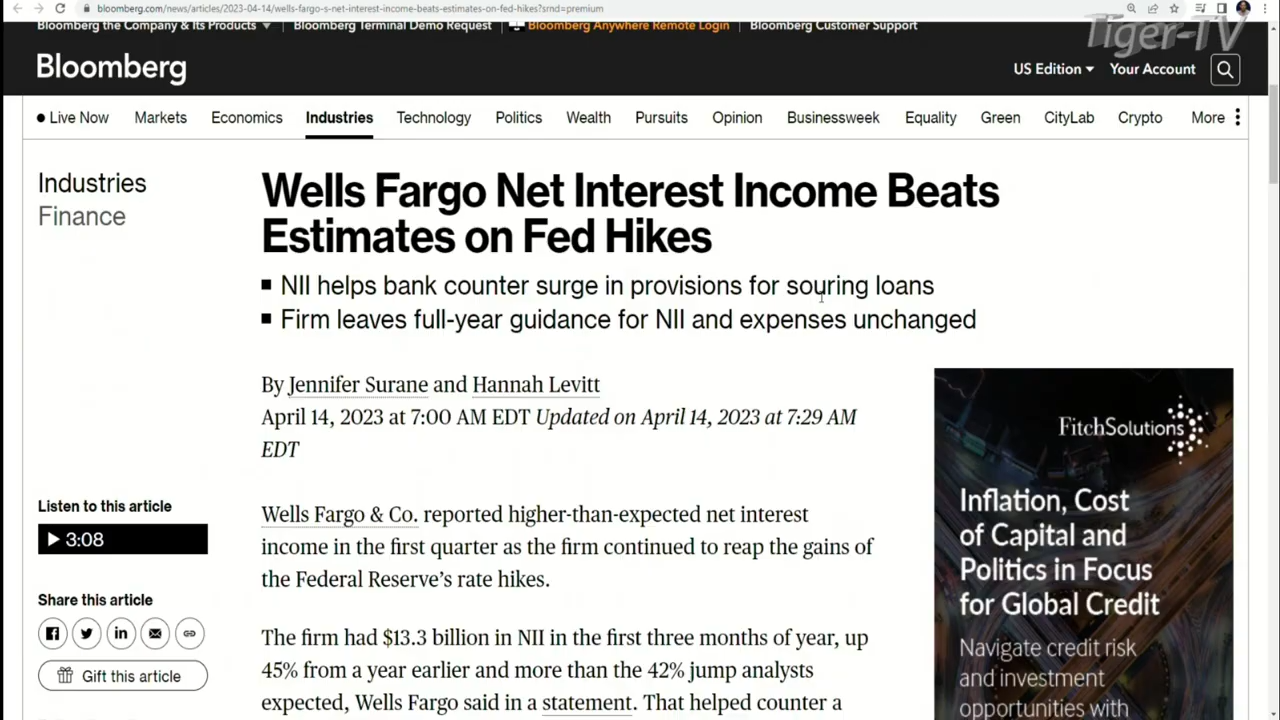 bloomberg.com/news/articles/2023-04-14/wells-fargo-s-net-interest-income-beats-estimates-on-fed-hikes?srnd=premium
Bloomberg the Company & Its Products Bloomberg Terminal Demo Request Bloomberg Anywhere Remote Login Bloomberg Customer Support
Tiger-TV
Bloomberg
US Edition Your Account
Live Now Markets Economics Industries Technology Politics Wealth Pursuits Opinion Businessweek Equality Green CityLab Crypto More
Industries
Finance
Wells Fargo Net Interest Income Beats
Estimates on Fed Hikes
NII helps bank counter surge in provisions for souring loans
Firm leaves full-year guidance for NII and expenses unchanged
By Jennifer Surane and Hannah Levitt
April 14, 2023 at 7:00 AM EDT Updated on April 14, 2023 at 7:29 AM
EDT
Listen to this article
3:08
Share this article
Gift this article
Wells Fargo & Co. reported higher-than-expected net interest
income in the first quarter as the firm continued to reap the gains of
the Federal Reserve's rate hikes.
The firm had $13.3 billion in NII in the first three months of year, up
45% from a year earlier and more than the 42% jump analysts
expected, Wells Fargo said in a statement. That helped counter a
FitchSolutions
Inflation, Cost
of Capital and
Politics in Focus
for Global Credit
Navigate credit risk
and investment
opportunities with